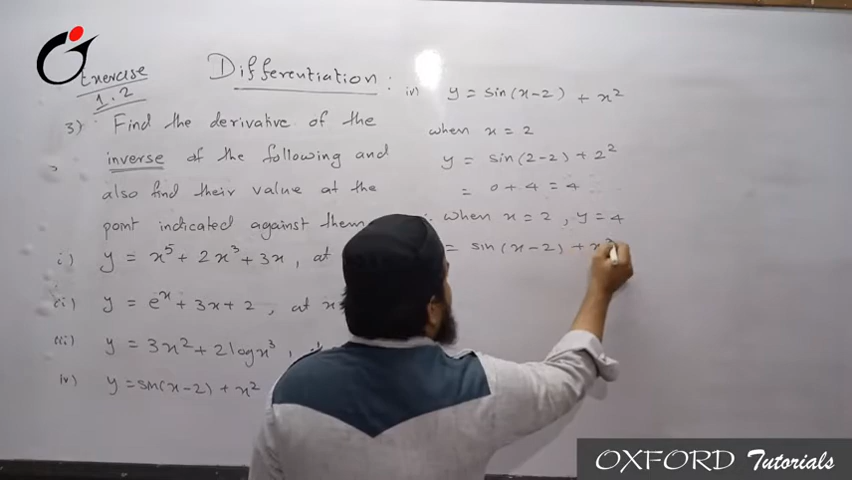 Exercise
1.2
Differentiation :
3) Find the derivative of the
inverse of the following and
also find their value at the
point indicated against them
i) y = x⁵ + 2x³ + 3x , at
ii) y = eˣ + 3x + 2 , at x
iii) y = 3x² + 2logx³ ,
iv) y = sin(x-2) + x²
iv) y = sin(x-2) + x²
when x = 2
y = sin(2-2) + 2²
= 0 + 4 = 4
when x = 2 , y = 4
= sin(x-2) + x²
OXFORD Tutorials